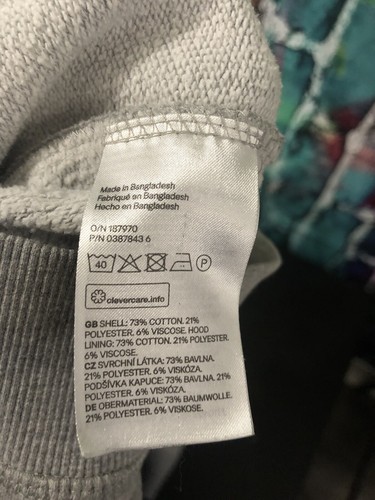 Made in Bangladesh
Fabriqué en Bangladesh
Hecho en Bangladesh
O/N 187970
P/N 0387843 6
40
P
clevercare.info
GB SHELL: 73% COTTON. 21%
POLYESTER. 6% VISCOSE. HOOD
LINING: 73% COTTON. 21% POLYESTER.
6% VISCOSE.
CZ SVRCHNÍ LÁTKA: 73% BAVLNA.
21% POLYESTER. 6% VISKÓZA.
PODŠÍVKA KAPUCE: 73% BAVLNA. 21%
POLYESTER. 6% VISKÓZA.
DE OBERMATERIAL: 73% BAUMWOLLE.
21% POLYESTER. 6% VISKOSE.